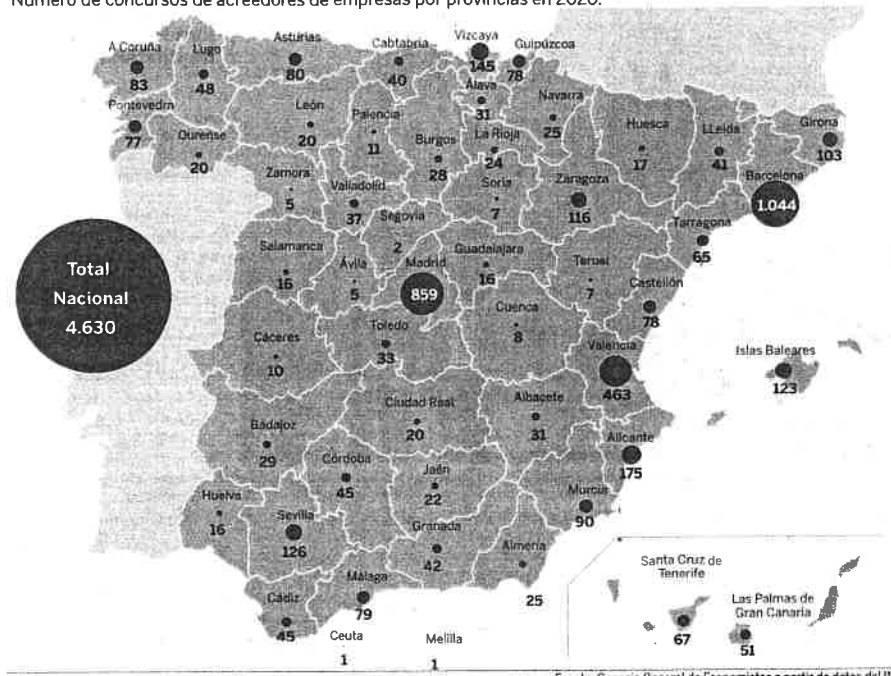 Número de concursos de acreedores de empresas por provincias en 2020.
A Coruña
83
Lugo
48
Asturias
80
Cabtabria
40
Vizcaya
145
Guipúzcoa
78
Álava
31
Navarra
25
Pontevedra
77
Ourense
20
León
20
Palencia
11
Burgos
28
La Rioja
24
Huesca
17
LLeida
41
Girona
103
Barcelona
1.044
Zamora
5
Valladolid
37
Soria
7
Zaragoza
116
Tarragona
65
Segovia
2
Total
Nacional
4.630
Salamanca
16
Ávila
5
Madrid
859
Guadalajara
16
Teruel
7
Castellón
78
Cáceres
10
Toledo
33
Cuenca
8
Valencia
463
Islas Baleares
123
Badajoz
29
Ciudad Real
20
Albacete
31
Alicante
175
Córdoba
45
Jaén
22
Murcia
90
Huelva
16
Sevilla
126
Granada
42
Almería
25
Cádiz
45
Málaga
79
Ceuta
1
Melilla
1
Santa Cruz de
Tenerife
67
Las Palmas de
Gran Canaria
51